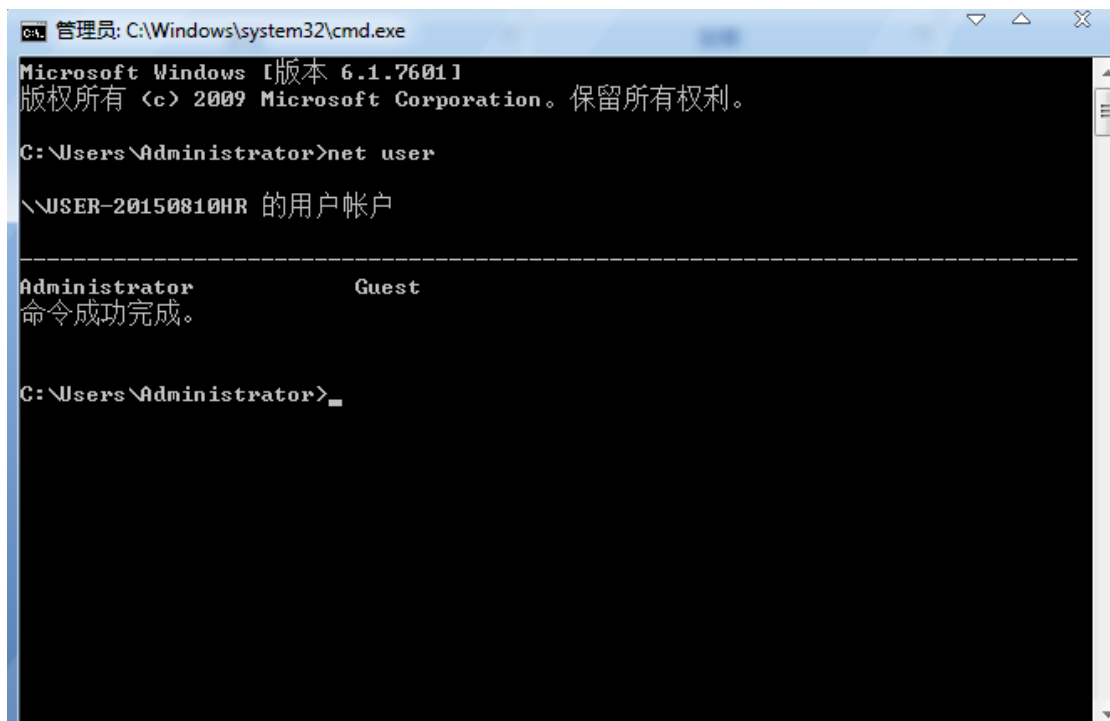 管理员: C:\Windows\system32\cmd.exe
Microsoft Windows [版本 6.1.7601]
版权所有 (c) 2009 Microsoft Corporation。保留所有权利。
C:\Users\Administrator>net user
\\USER-20150810HR 的用户帐户
-------------------------------------------------------------------------------
Administrator            Guest
命令成功完成。
C:\Users\Administrator>_